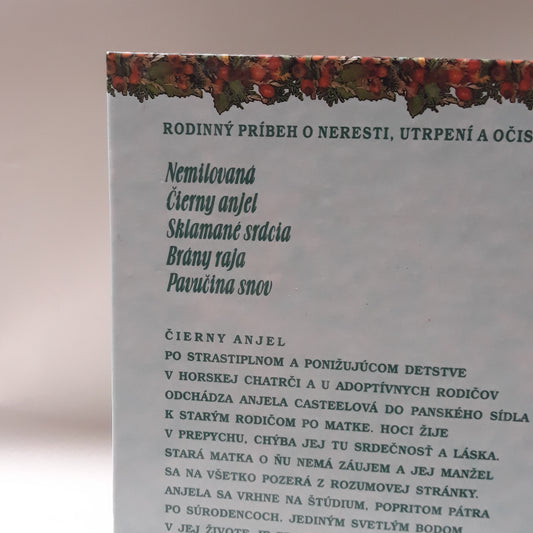 RODINNÝ PRÍBEH O NERESTI, UTRPENÍ A
Nemilovaná
Čierny anjel
Sklamané srdcia
Brány raja
Pavučina snov
ČIERNY ANJEL
PO STRASTIPLNOM A PONIŽUJÚCOM DETSTVE
V HORSKEJ CHATRČI A U ADOPTÍVNYCH RODIČOV
ODCHÁDZA ANJELA CASTEELOVÁ DO PANSKÉHO SÍDLA
K STARÝM RODIČOM PO MATKE. HOCI ŽIJE
V PREPYCHU, CHÝBA JEJ TU SRDEČNOSŤ A LÁSKA.
STARÁ MATKA O ŇU NEMÁ ZÁUJEM A JEJ MANŽEL
SA NA VŠETKO POZERÁ Z ROZUMOVEJ STRÁNKY.
ANJELA SA VRHNE NA ŠTÚDIUM, POPRITOM PÁTRA
PO SÚRODENCOCH. JEDINÝM SVETLÝM BODOM
V JEJ ŽIVOTE JE